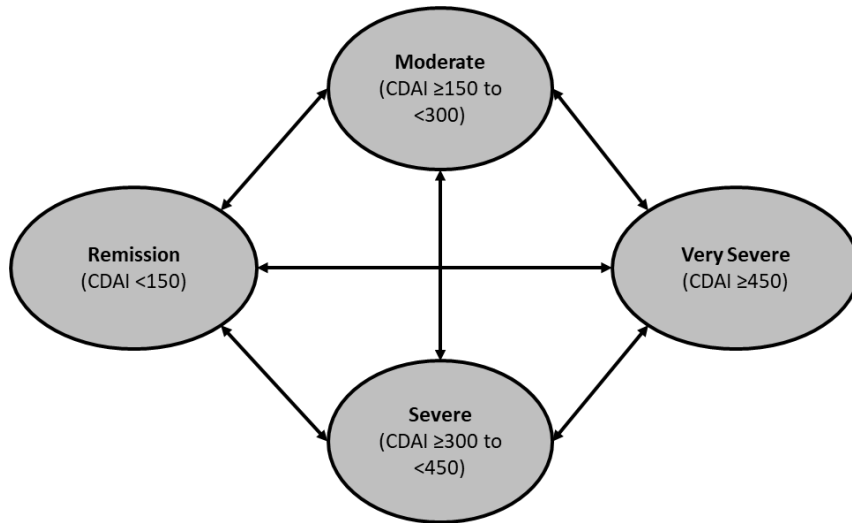 Moderate
(CDAI ≥150 to
<300)
Remission
(CDAI <150)
Very Severe
(CDAI ≥450)
Severe
(CDAI ≥300 to
<450)